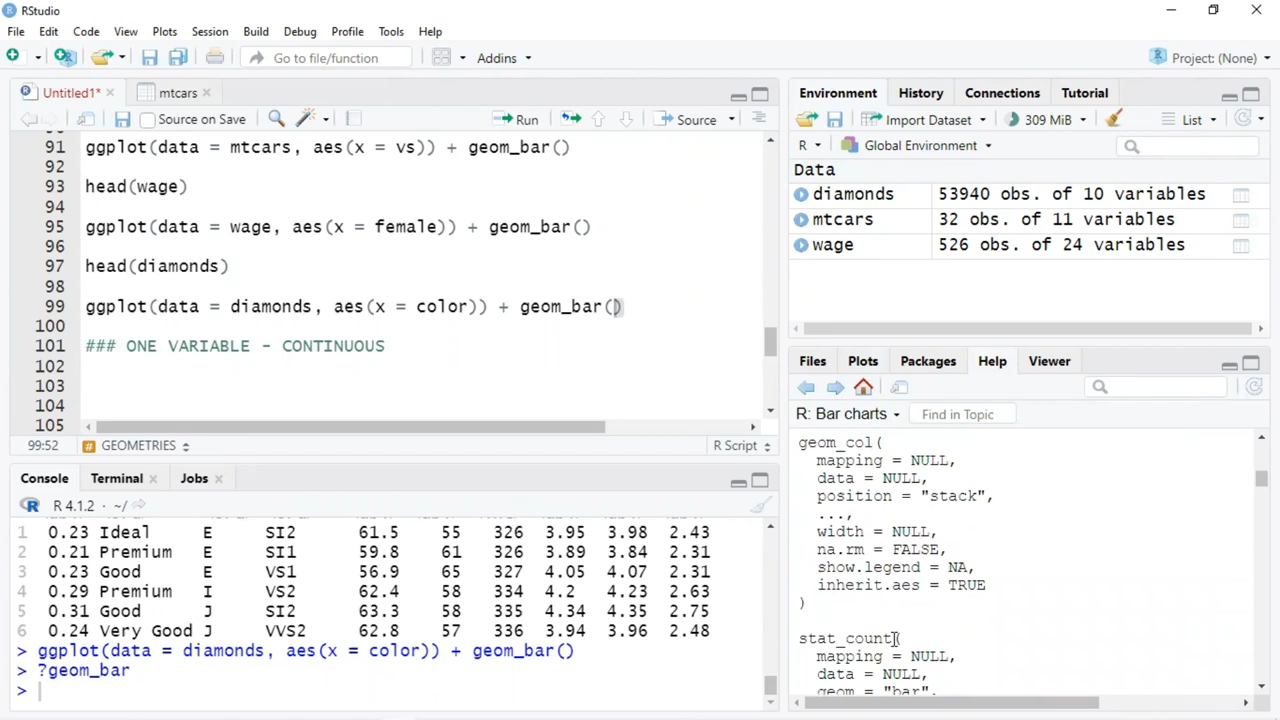 RStudio
File Edit Code View Plots Session Build Debug Profile Tools Help
Go to file/function Addins Project: (None)
Untitled1* mtcars
Source on Save Run Source
91 ggplot(data = mtcars, aes(x = vs)) + geom_bar()
92
93 head(wage)
94
95 ggplot(data = wage, aes(x = female)) + geom_bar()
96
97 head(diamonds)
98
99 ggplot(data = diamonds, aes(x = color)) + geom_bar()
100
101 ### ONE VARIABLE - CONTINUOUS
102
103
104
105
99:52 # GEOMETRIES R Script
Console Terminal Jobs
R 4.1.2 · ~/
1 0.23 Ideal E SI2 61.5 55 326 3.95 3.98 2.43
2 0.21 Premium E SI1 59.8 61 326 3.89 3.84 2.31
3 0.23 Good E VS1 56.9 65 327 4.05 4.07 2.31
4 0.29 Premium I VS2 62.4 58 334 4.2 4.23 2.63
5 0.31 Good J SI2 63.3 58 335 4.34 4.35 2.75
6 0.24 Very Good J VVS2 62.8 57 336 3.94 3.96 2.48
> ggplot(data = diamonds, aes(x = color)) + geom_bar()
> ?geom_bar
>
Environment History Connections Tutorial
Import Dataset 309 MiB List
R Global Environment
Data
diamonds 53940 obs. of 10 variables
mtcars 32 obs. of 11 variables
wage 526 obs. of 24 variables
Files Plots Packages Help Viewer
R: Bar charts Find in Topic
geom_col(
mapping = NULL,
data = NULL,
position = "stack",
...,
width = NULL,
na.rm = FALSE,
show.legend = NA,
inherit.aes = TRUE
)
stat_count(
mapping = NULL,
data = NULL,
geom = "bar",